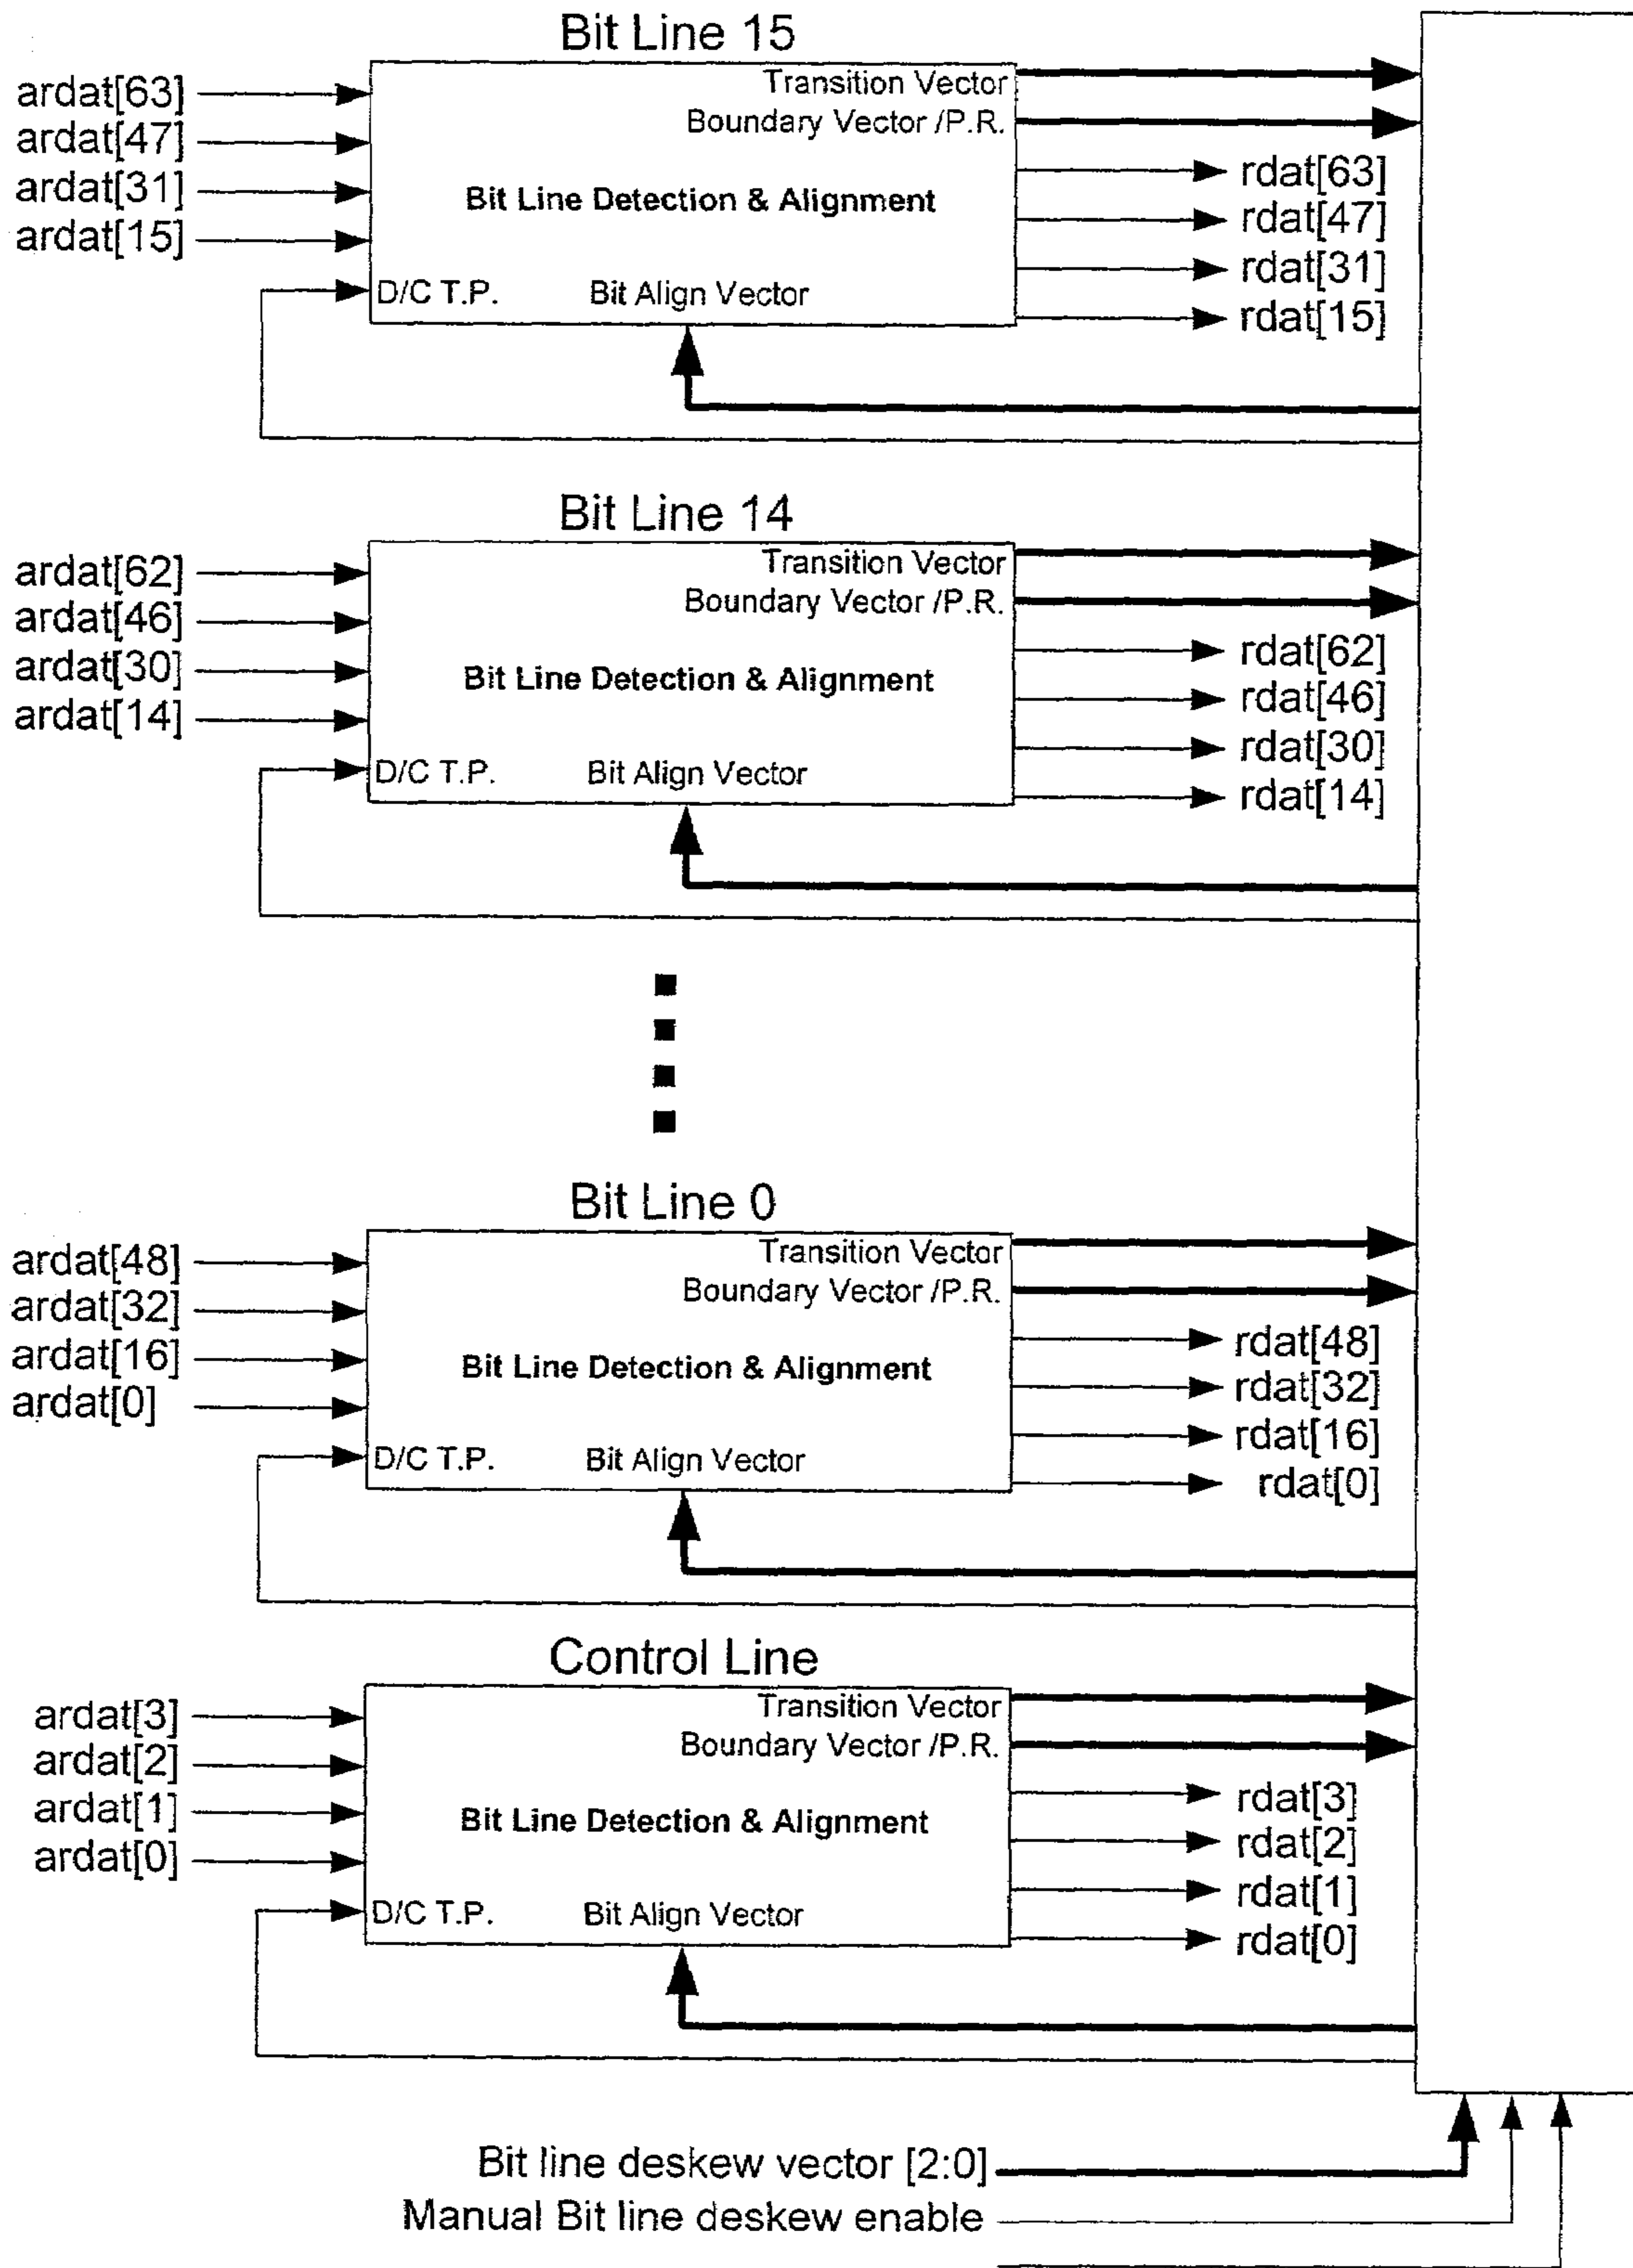 Bit Line 15
ardat[63]
ardat[47]
ardat[31]
ardat[15]
Transition Vector
Boundary Vector /P.R.
Bit Line Detection & Alignment
D/C T.P.
Bit Align Vector
rdat[63]
rdat[47]
rdat[31]
rdat[15]
Bit Line 14
ardat[62]
ardat[46]
ardat[30]
ardat[14]
Transition Vector
Boundary Vector /P.R.
Bit Line Detection & Alignment
D/C T.P.
Bit Align Vector
rdat[62]
rdat[46]
rdat[30]
rdat[14]
Bit Line 0
ardat[48]
ardat[32]
ardat[16]
ardat[0]
Transition Vector
Boundary Vector /P.R.
Bit Line Detection & Alignment
D/C T.P.
Bit Align Vector
rdat[48]
rdat[32]
rdat[16]
rdat[0]
Control Line
ardat[3]
ardat[2]
ardat[1]
ardat[0]
Transition Vector
Boundary Vector /P.R.
Bit Line Detection & Alignment
D/C T.P.
Bit Align Vector
rdat[3]
rdat[2]
rdat[1]
rdat[0]
Bit line deskew vector [2:0]
Manual Bit line deskew enable